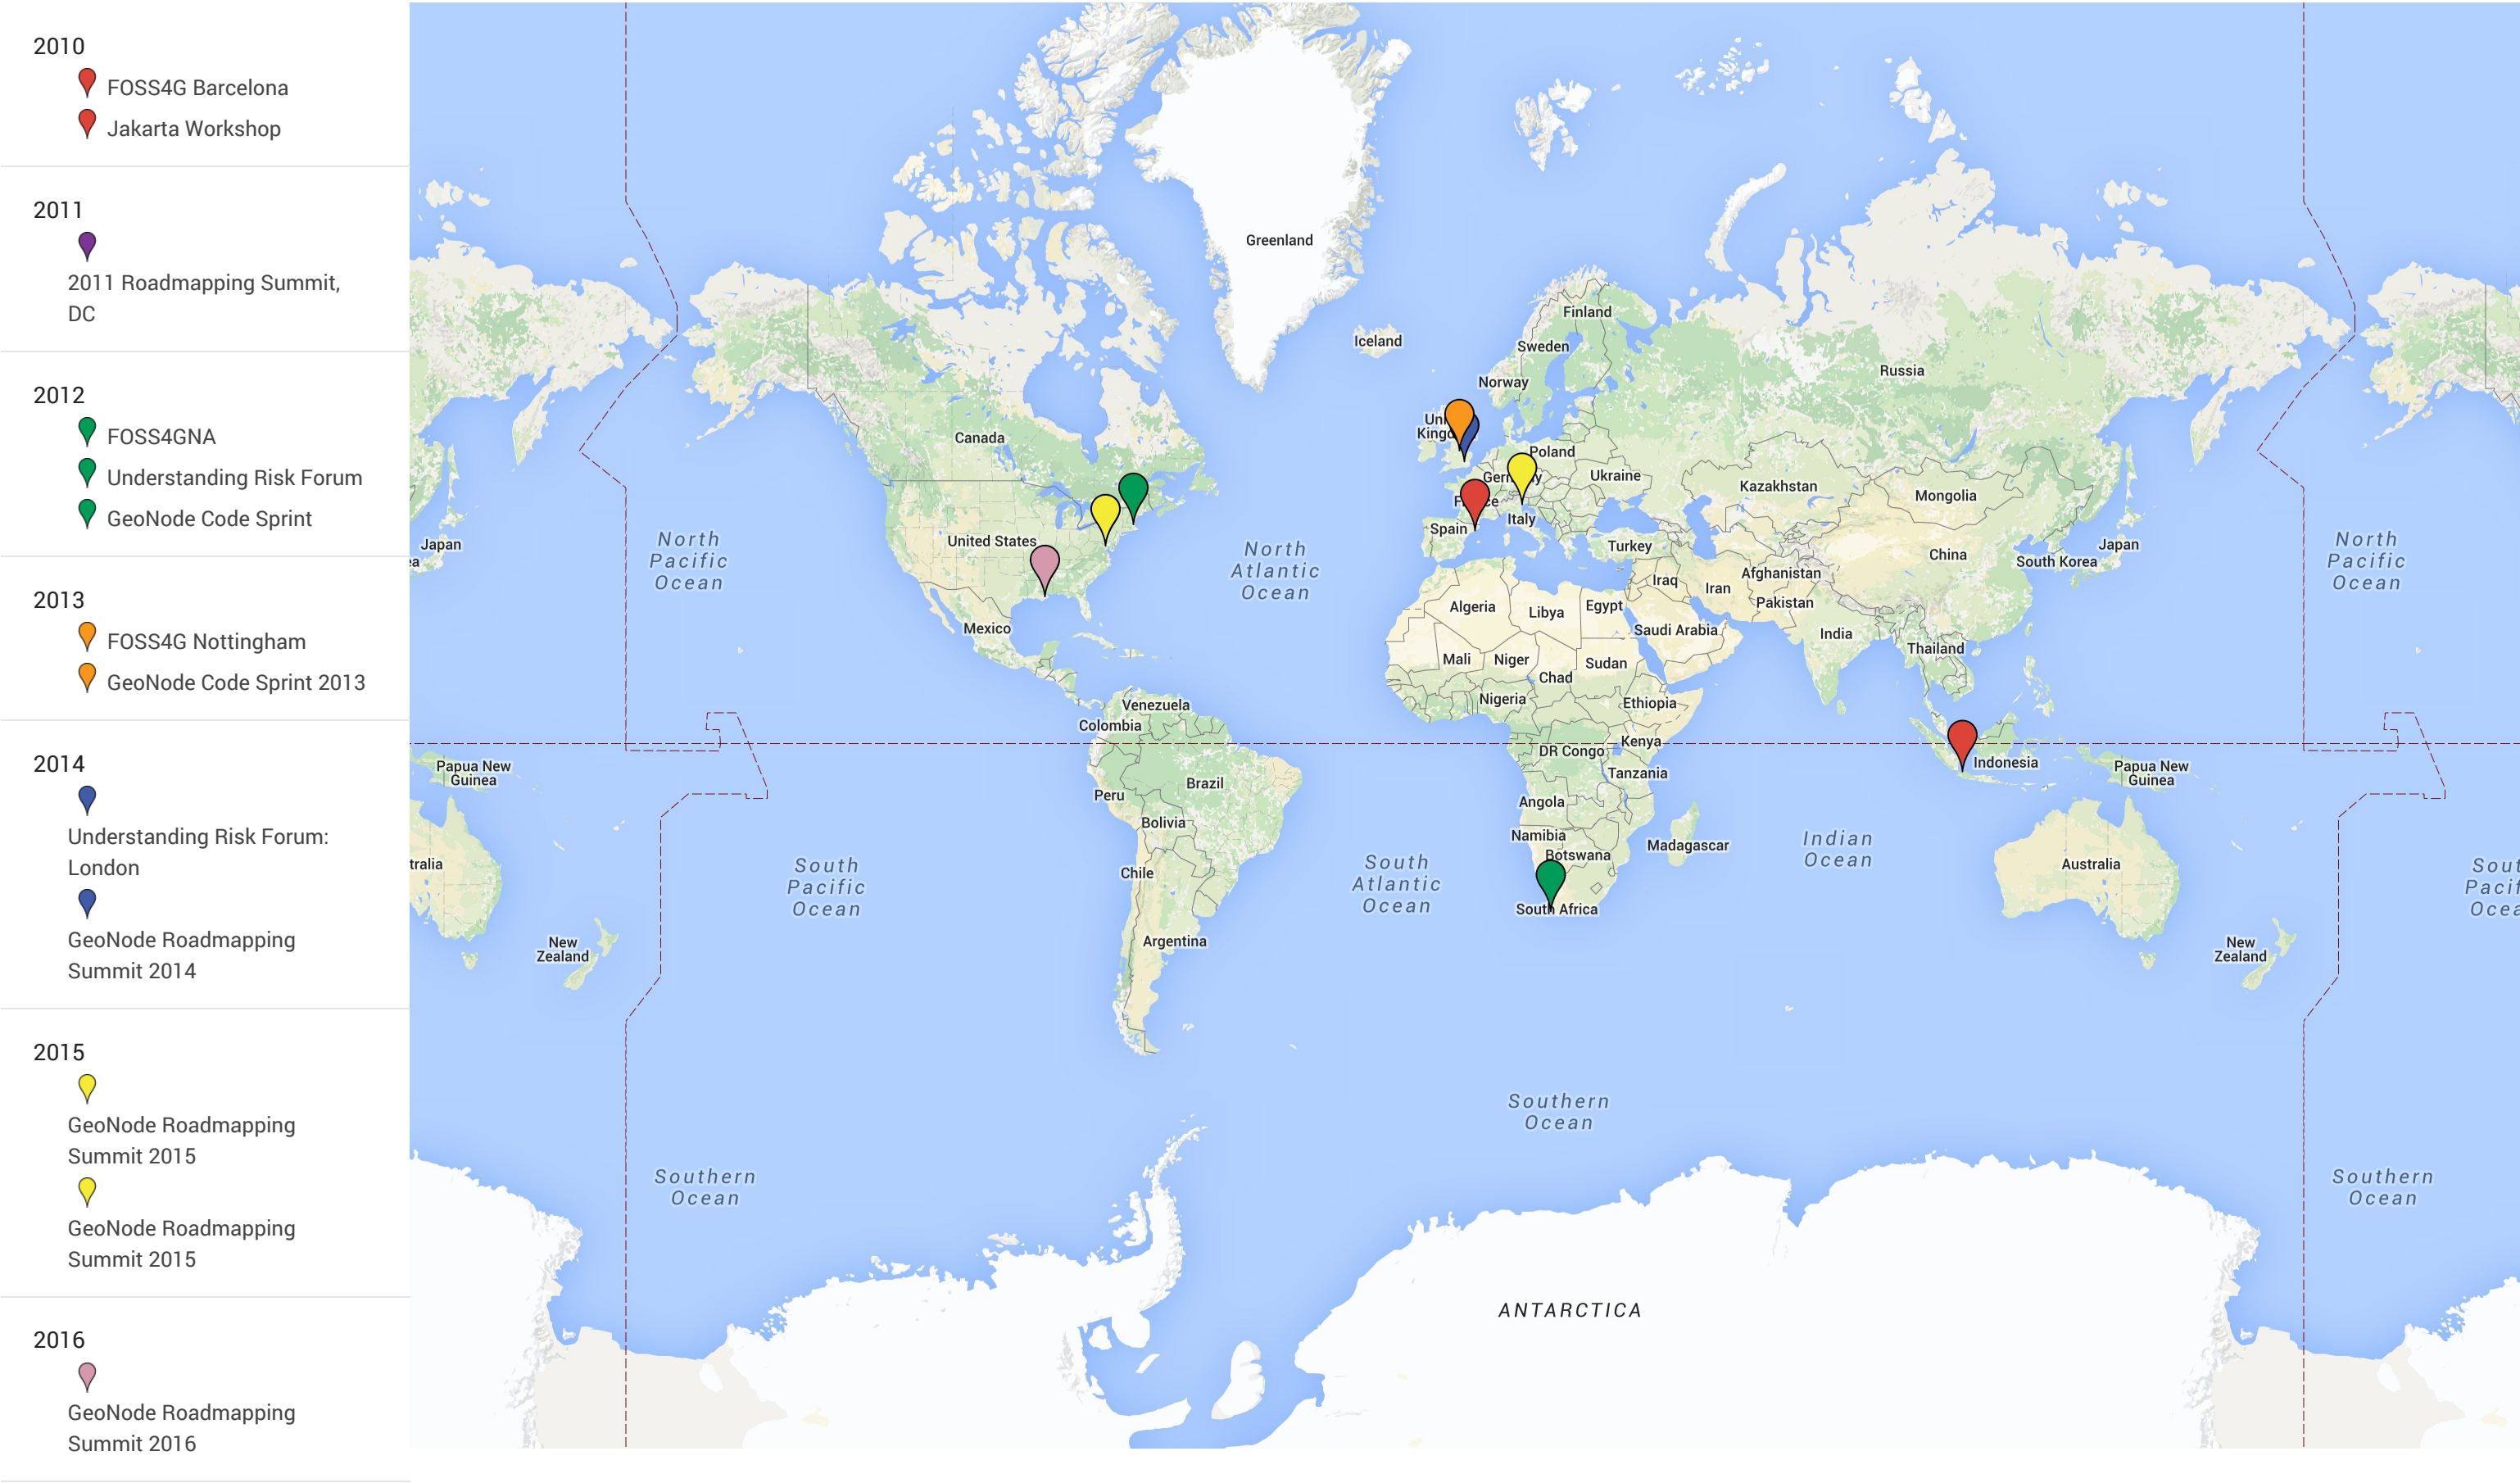 2010
FOSS4G Barcelona
Jakarta Workshop
2011
2011 Roadmapping Summit,
DC
2012
FOSS4GNA
Understanding Risk Forum
GeoNode Code Sprint
2013
FOSS4G Nottingham
GeoNode Code Sprint 2013
2014
Understanding Risk Forum:
London
GeoNode Roadmapping
Summit 2014
2015
GeoNode Roadmapping
Summit 2015
GeoNode Roadmapping
Summit 2015
2016
GeoNode Roadmapping
Summit 2016
Greenland
Iceland
Finland
Sweden
Norway
Russia
Canada
Poland
Ukraine
Kazakhstan
Mongolia
Spain
Italy
Turkey
United States
Japan
North
Pacific
Ocean
North
Atlantic
Ocean
China
South Korea
Japan
North
Pacific
Ocean
Iraq
Iran
Afghanistan
Pakistan
Algeria
Libya
Egypt
Saudi Arabia
India
Thailand
Mexico
Mali
Niger
Chad
Sudan
Nigeria
Ethiopia
Venezuela
Colombia
DR Congo
Kenya
Tanzania
Indonesia
Papua New
Guinea
Papua New
Guinea
Brazil
Peru
Bolivia
Angola
Namibia
Botswana
Madagascar
Indian
Ocean
Australia
tralia
South
Pacific
Ocean
Chile
South
Atlantic
Ocean
South Africa
Argentina
New
Zealand
New
Zealand
Sout
Pacif
Ocea
Southern
Ocean
Southern
Ocean
Southern
Ocean
ANTARCTICA